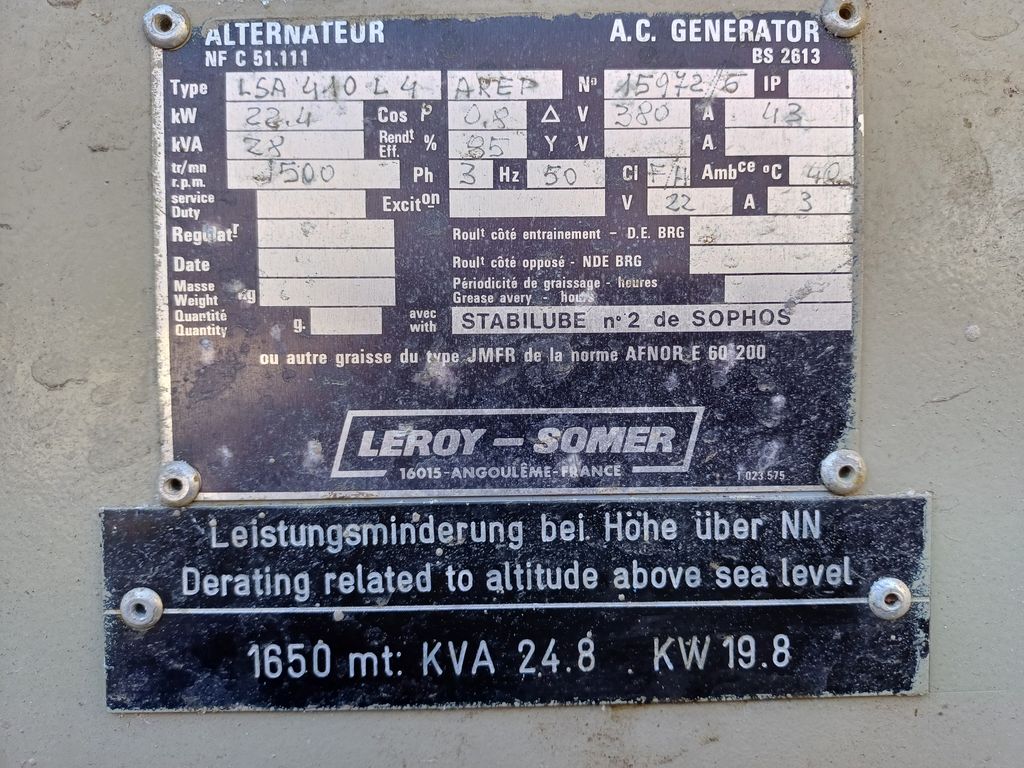 ALTERNATEUR A.C. GENERATOR
NF C 51.111 BS 2613
Type LSA 410 L 4 AREP Nº 15972/6 IP
kW 22.4 Cos P 0,8 Δ V 380 A 43
kVA 28 Rendt Eff. % 85 Y V A
tr/mn r.p.m. 1500 Ph 3 Hz 50 Cl F/H Ambce ºC 40
service Duty Exciton V 22 A 3
Regulatr Roult côté entrainement - D.E. BRG
Date Roult côté opposé - NDE BRG
Masse Weight kg Périodicité de graissage - heures
Grease avery - hours
Quantité Quantity g. avec with STABILUBE n° 2 de SOPHOS
ou autre graisse du type JMFR de la norme AFNOR E 60 200
LEROY - SOMER
16015-ANGOULÊME-FRANCE
1 023 575
Leistungsminderung bei Höhe über NN
Derating related to altitude above sea level
1650 mt: KVA 24.8 KW 19.8